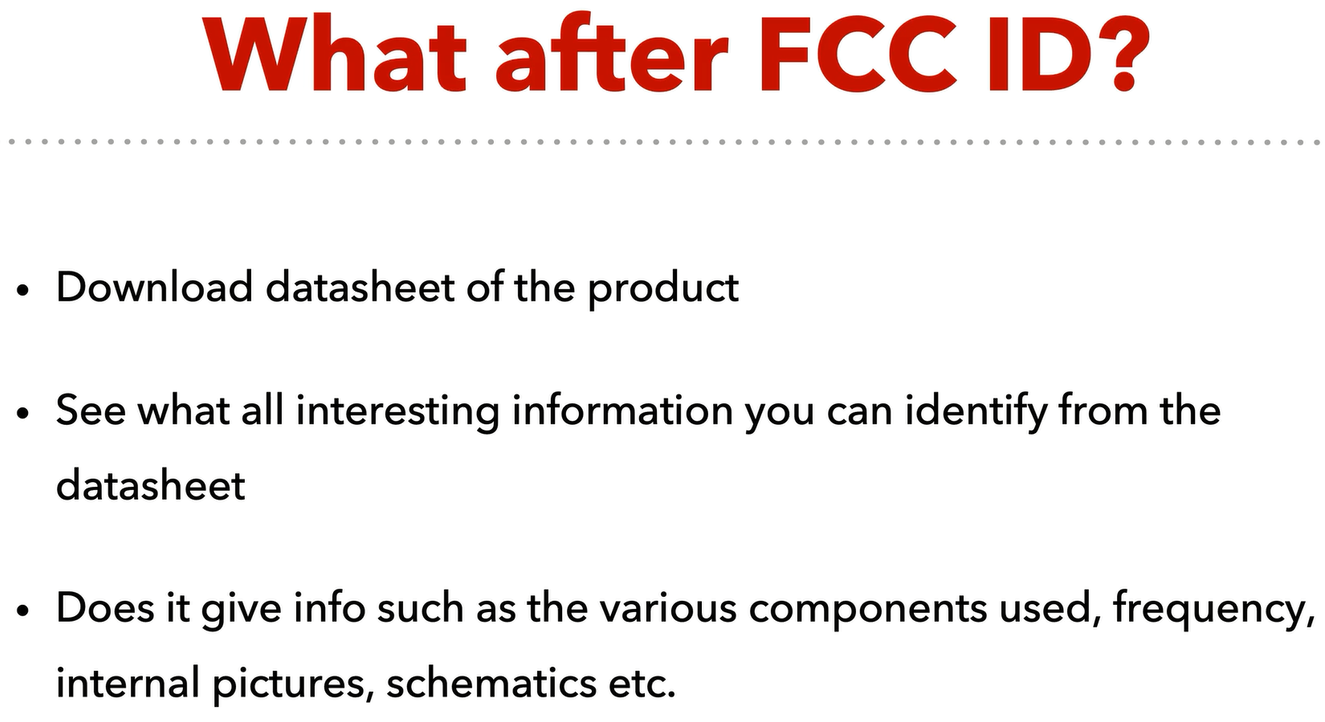 What after FCC ID?
• Download datasheet of the product
• See what all interesting information you can identify from the
datasheet
• Does it give info such as the various components used, frequency,
internal pictures, schematics etc.